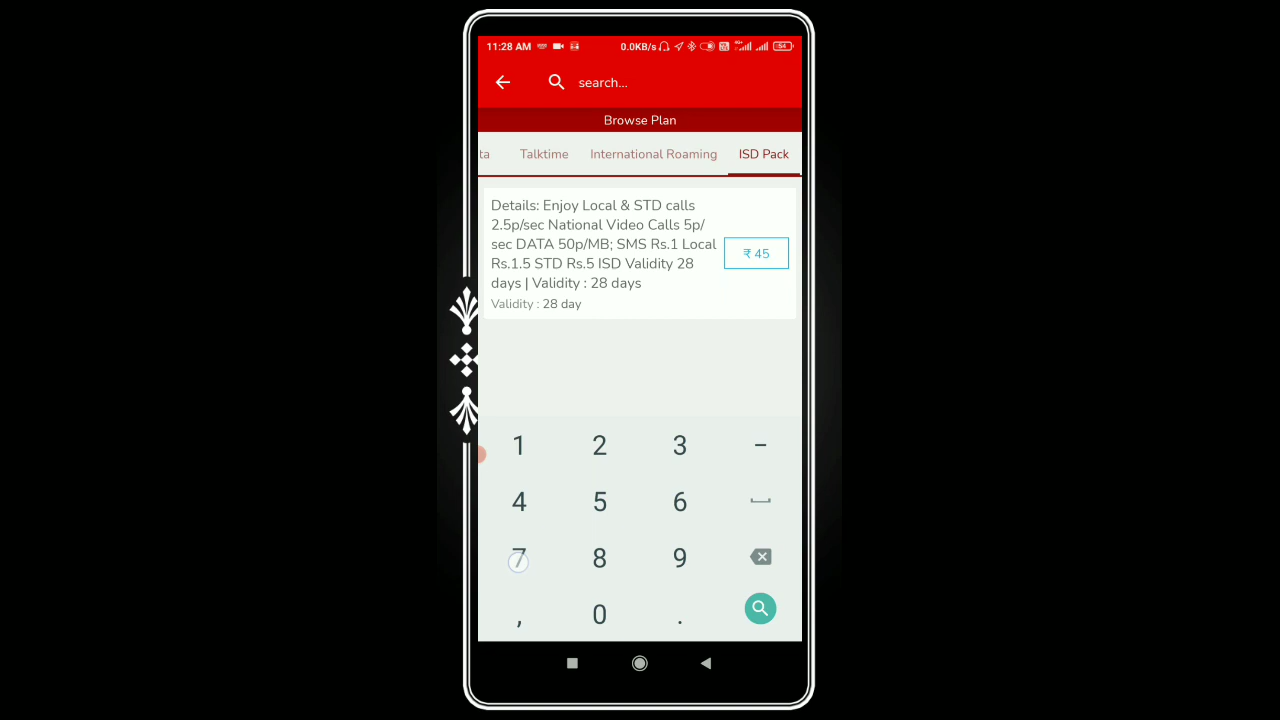 11:28 AM 0.0KB/s 4G+ 54
search...
Browse Plan
ta Talktime International Roaming ISD Pack
Details: Enjoy Local & STD calls
2.5p/sec National Video Calls 5p/
sec DATA 50p/MB; SMS Rs.1 Local
Rs.1.5 STD Rs.5 ISD Validity 28
days | Validity : 28 days
₹ 45
Validity : 28 day
1 2 3 -
4 5 6
7 8 9
, 0 .